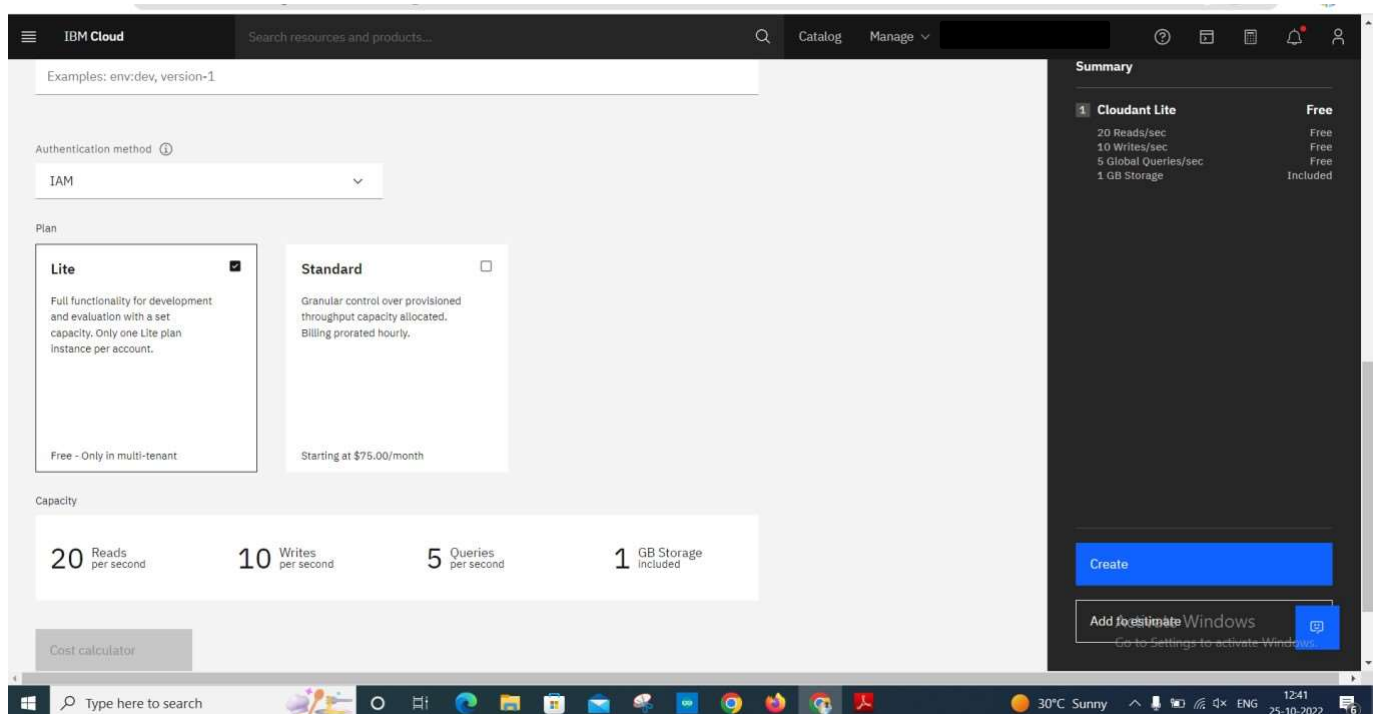 IBM Cloud
Search resources and products...
Catalog
Manage
Examples: env:dev, version-1
Authentication method
IAM
Plan
Lite
Full functionality for development
and evaluation with a set
capacity. Only one Lite plan
instance per account.
Free - Only in multi-tenant
Standard
Granular control over provisioned
throughput capacity allocated.
Billing prorated hourly.
Starting at $75.00/month
Capacity
20 Reads
per second
10 Writes
per second
5 Queries
per second
1 GB Storage
included
Cost calculator
Summary
1 Cloudant Lite Free
20 Reads/sec Free
10 Writes/sec Free
5 Global Queries/sec Free
1 GB Storage Included
Create
Add to estimate
Activate Windows
Go to Settings to activate Windows.
Type here to search
30°C Sunny
ENG
12:41
25-10-2022
6